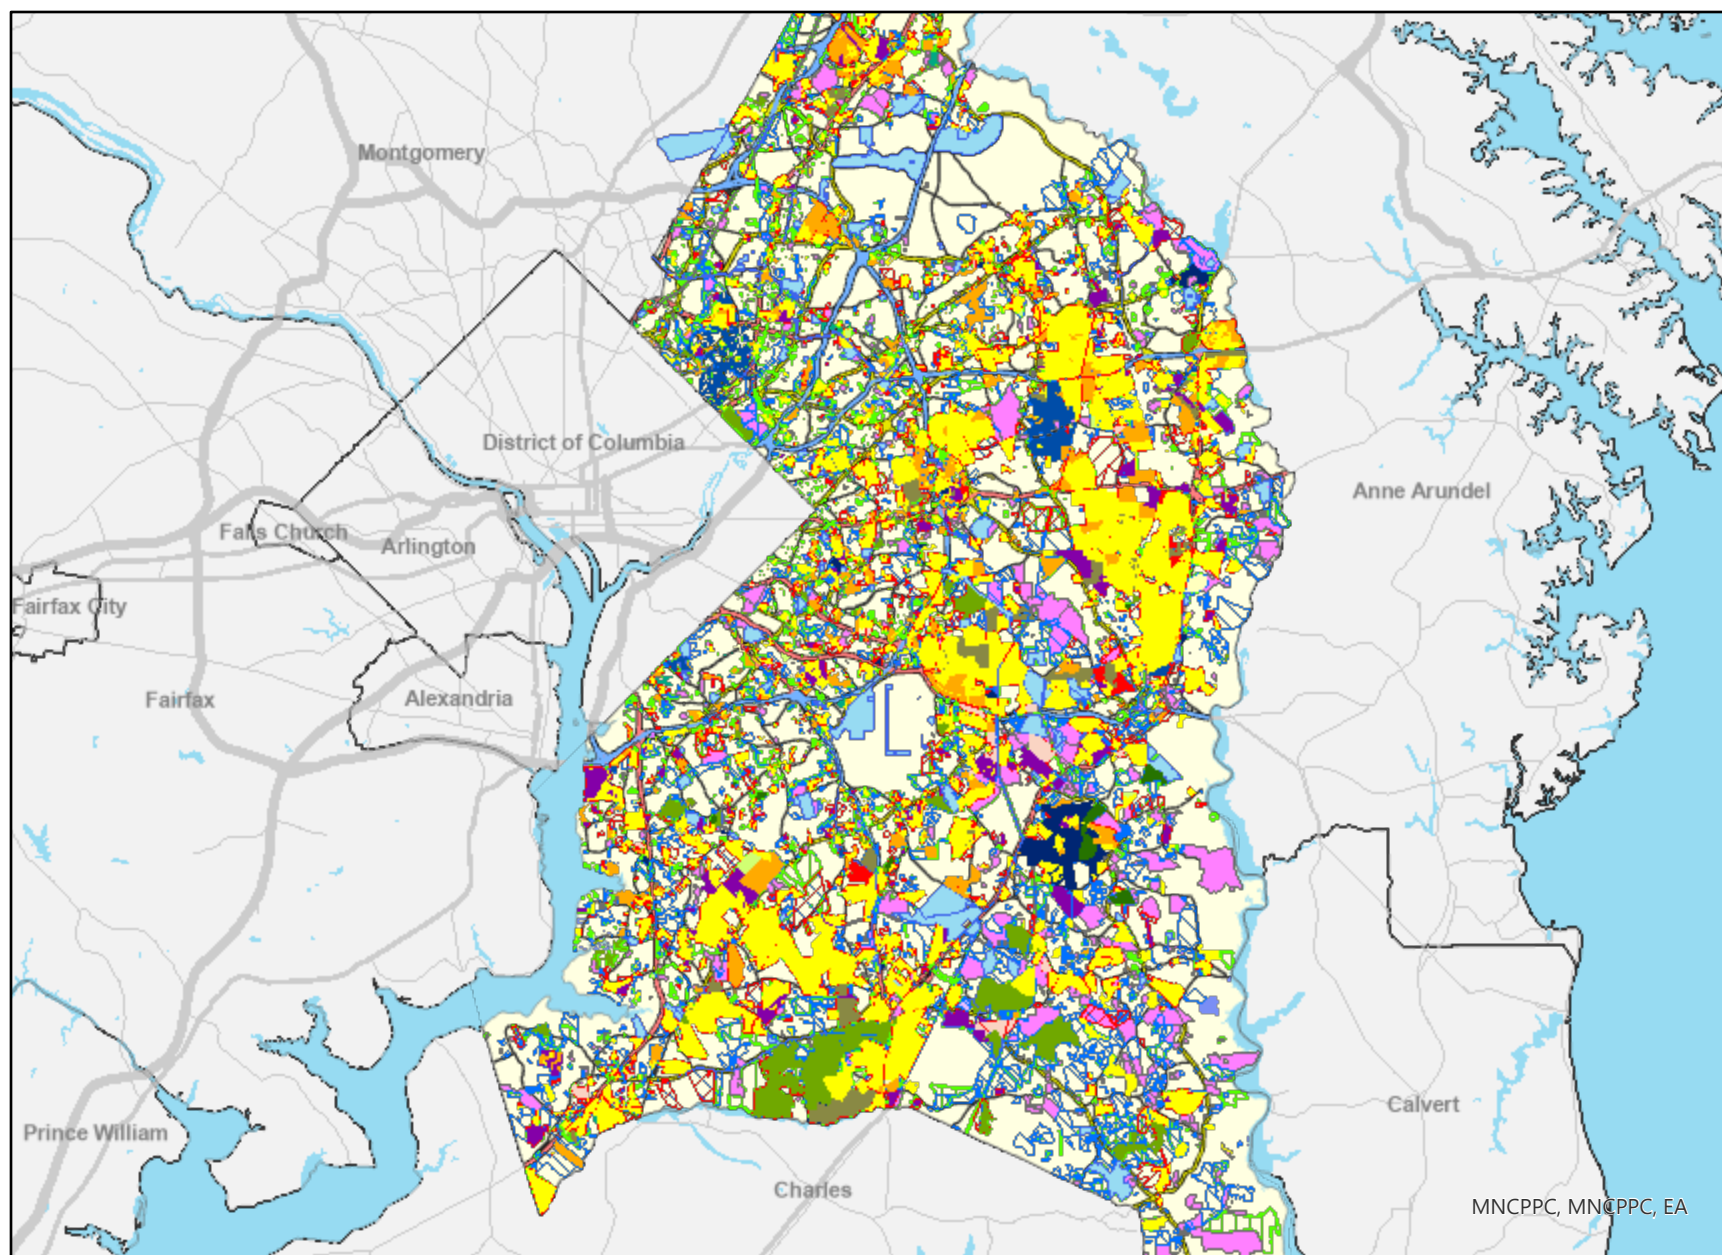 Montgomery
District of Columbia
Anne Arundel
Falls Church
Arlington
Fairfax City
Fairfax
Alexandria
Calvert
Prince William
Charles
MNCPPC, MNCPPC, EA